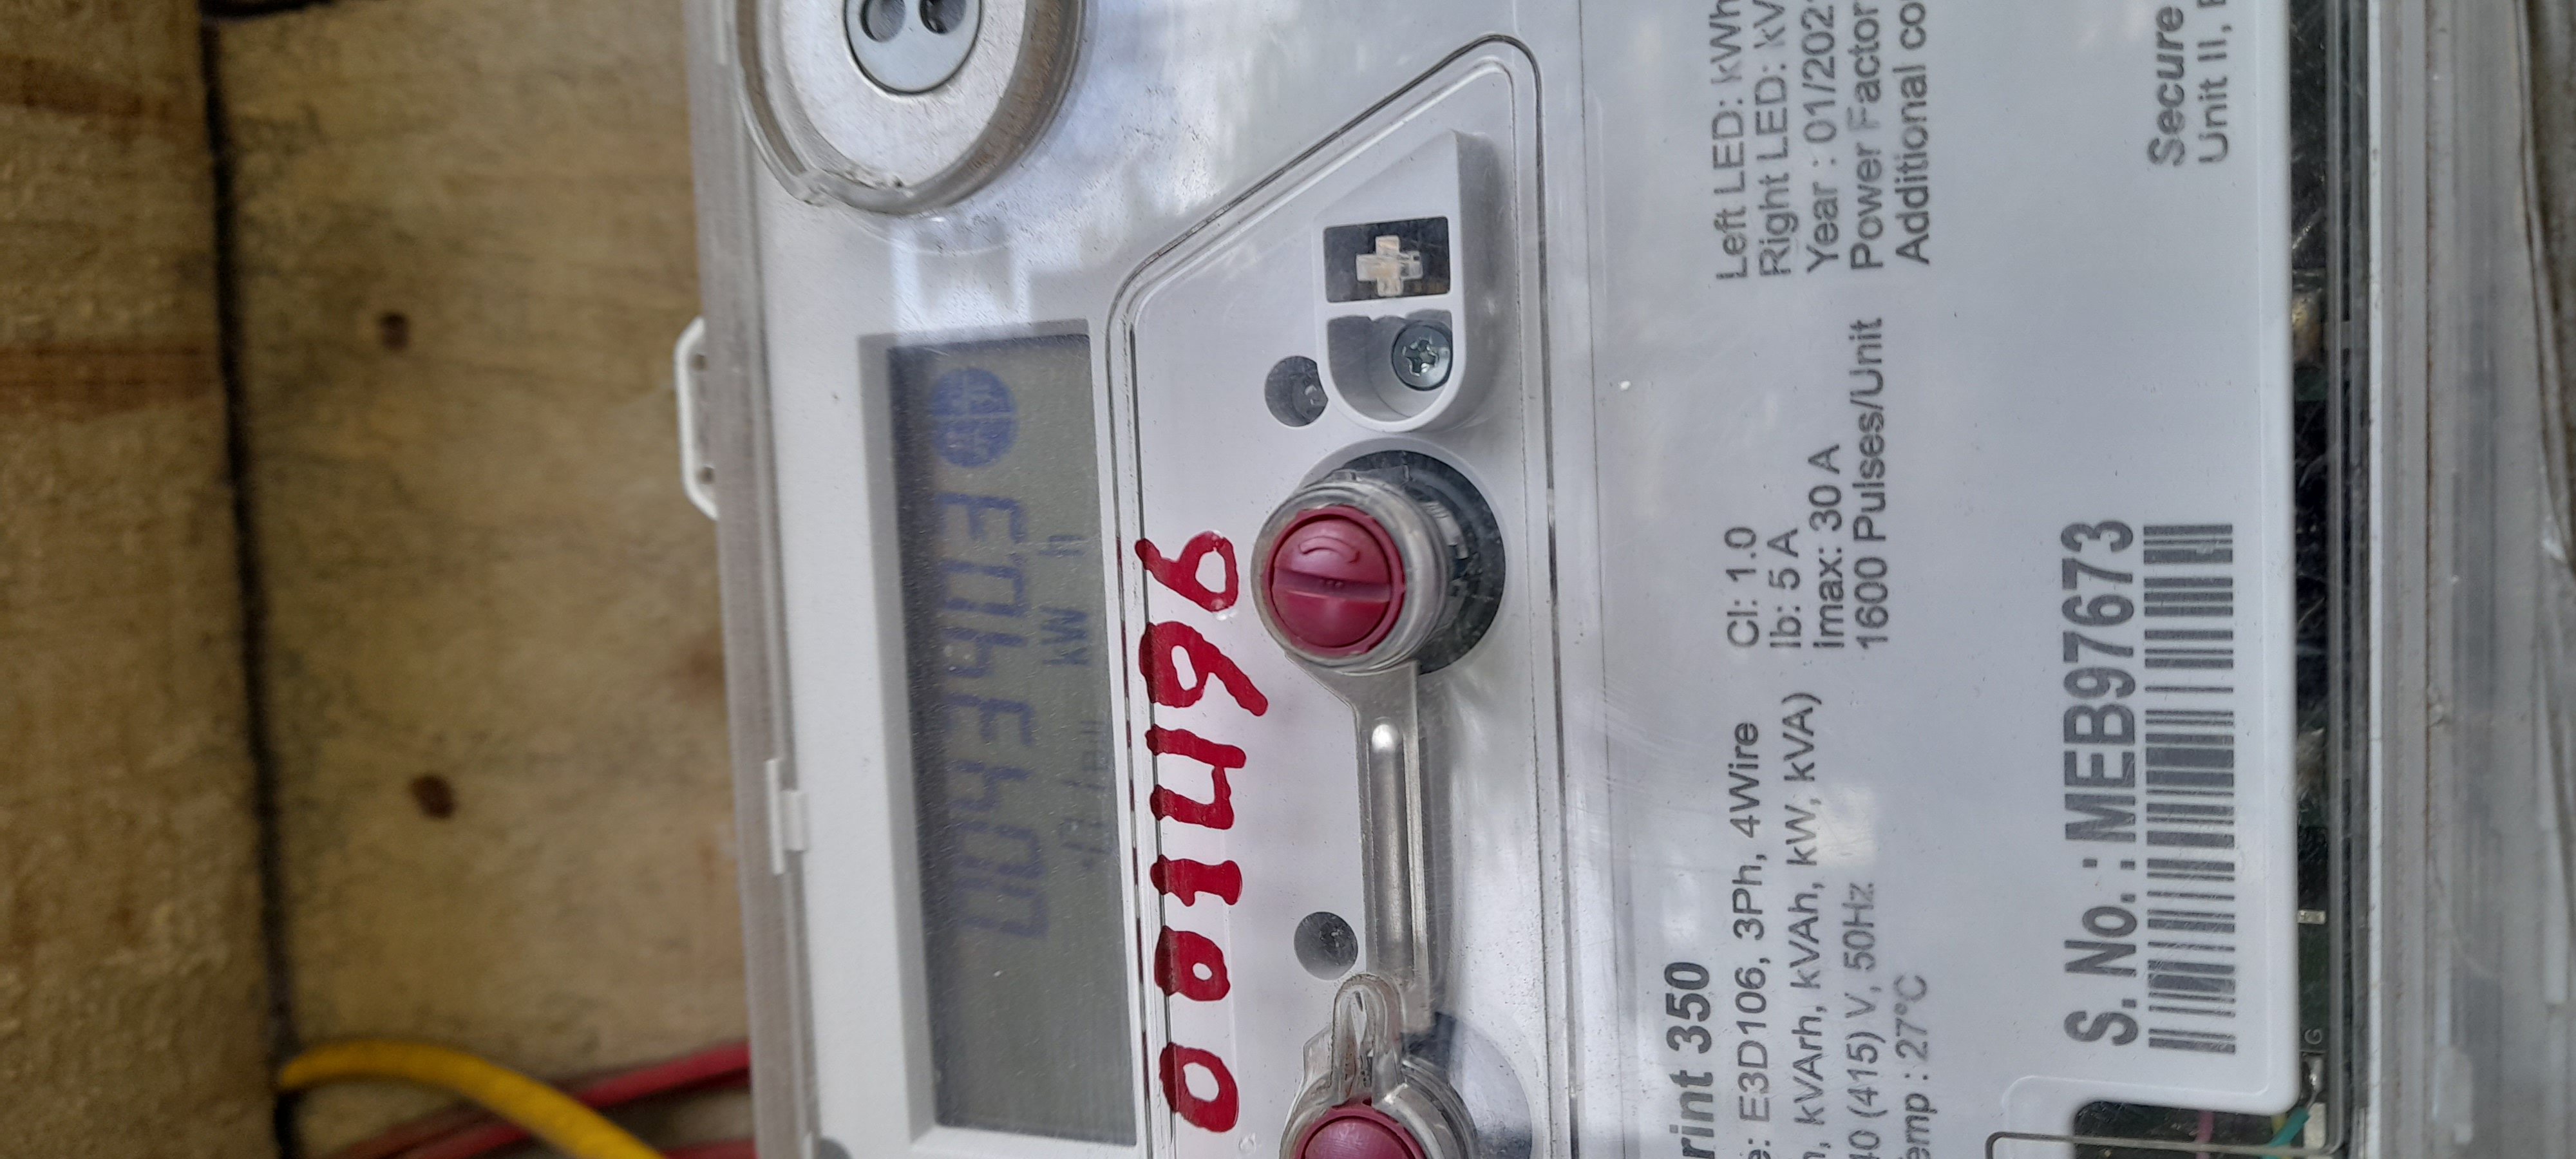 0043403
kW h
001496
rint 350
e: E3D106, 3Ph, 4Wire
h, kVArh, kVAh, kW, kVA)
40 (415) V, 50Hz
emp : 27°C
Cl: 1.0
Ib: 5 A
Imax: 30 A
1600 Pulses/Unit
Left LED: kWh
Right LED: kV
Year : 01/202
Power Factor
Additional co
S. No. : MEB97673
Secure
Unit II,